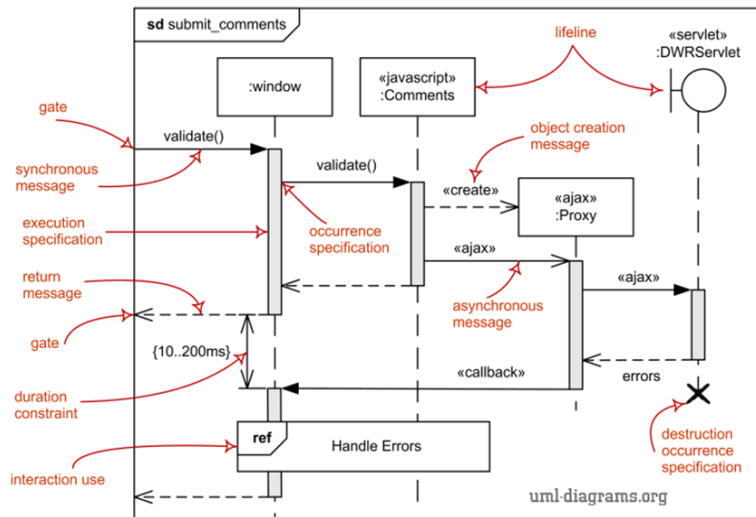 sd submit_comments
lifeline
«servlet»
:DWRServlet
:window
«javascript»
:Comments
gate
validate()
object creation
message
synchronous
message
validate()
«create»
«ajax»
:Proxy
execution
specification
occurrence
specification
«ajax»
«ajax»
return
message
asynchronous
message
gate
{10..200ms}
«callback»
errors
duration
constraint
ref
Handle Errors
destruction
occurrence
specification
interaction use
uml-diagrams.org